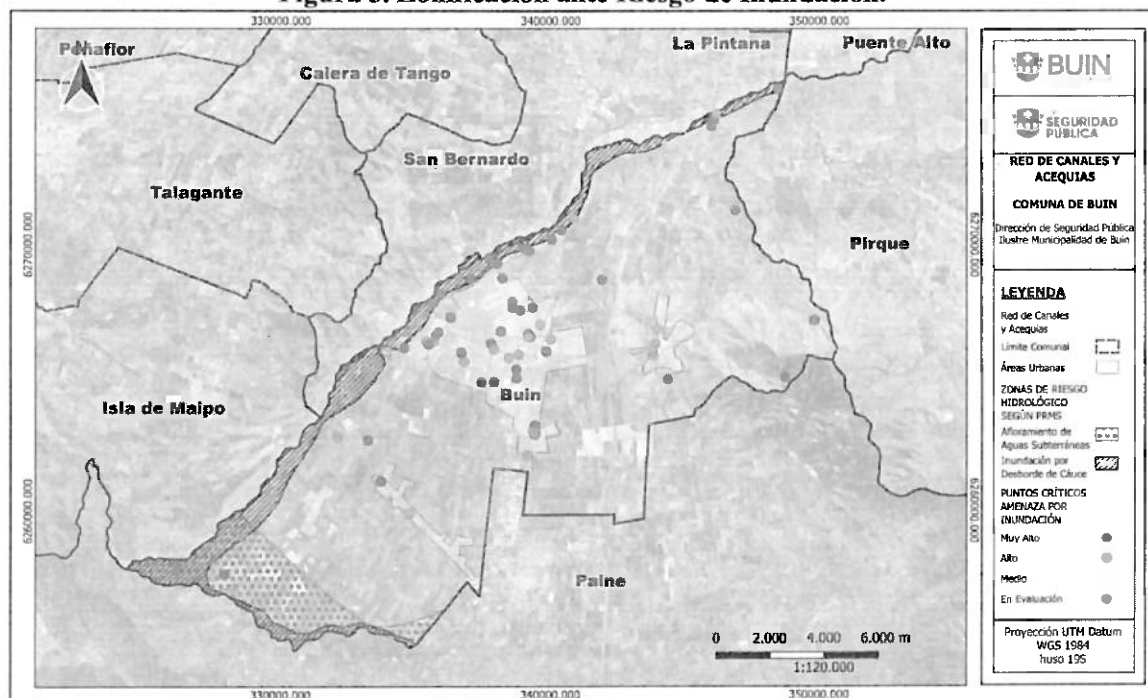 Figura 3. Zonificación ante Riesgo de Inundación.
330000.000 340000.000 350000.000
Peñaflor
La Pintana
Puente Alto
Calera de Tango
San Bernardo
Talagante
Pirque
6270000.000
6270000.000
Isla de Maipo
Buin
6260000.000
6260000.000
Paine
0 2.000 4.000 6.000 m
1:120.000
330000.000 340000.000 350000.000
BUIN
SEGURIDAD
PÚBLICA
RED DE CANALES Y
ACEQUIAS
COMUNA DE BUIN
Dirección de Seguridad Pública
Ilustre Municipalidad de Buin
LEYENDA
Red de Canales
y Acequias
Límite Comunal
Áreas Urbanas
ZONAS DE RIESGO
HIDROLÓGICO
SEGÚN PRMS
Afloramiento de
Aguas Subterráneas
Inundación por
Desborde de Cáuce
PUNTOS CRÍTICOS
AMENAZA POR
INUNDACIÓN
Muy Alto
Alto
Medio
En Evaluación
Proyección UTM Datum
WGS 1984
huso 19S